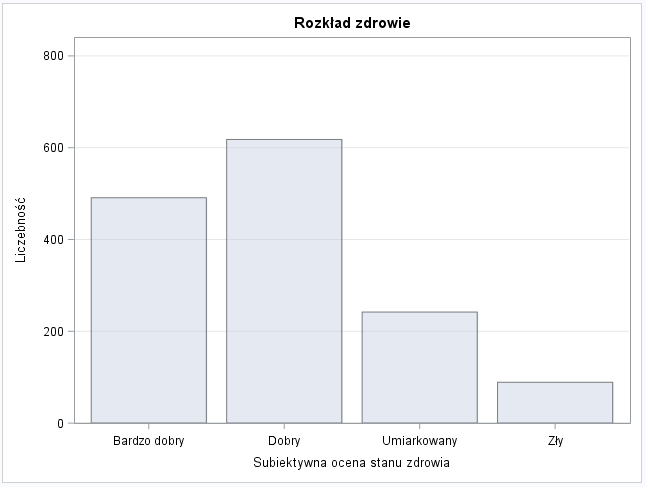 Rozkład zdrowie
800
600
400
200
0
Liczebność
Bardzo dobry
Dobry
Umiarkowany
Zły
Subiektywna ocena stanu zdrowia